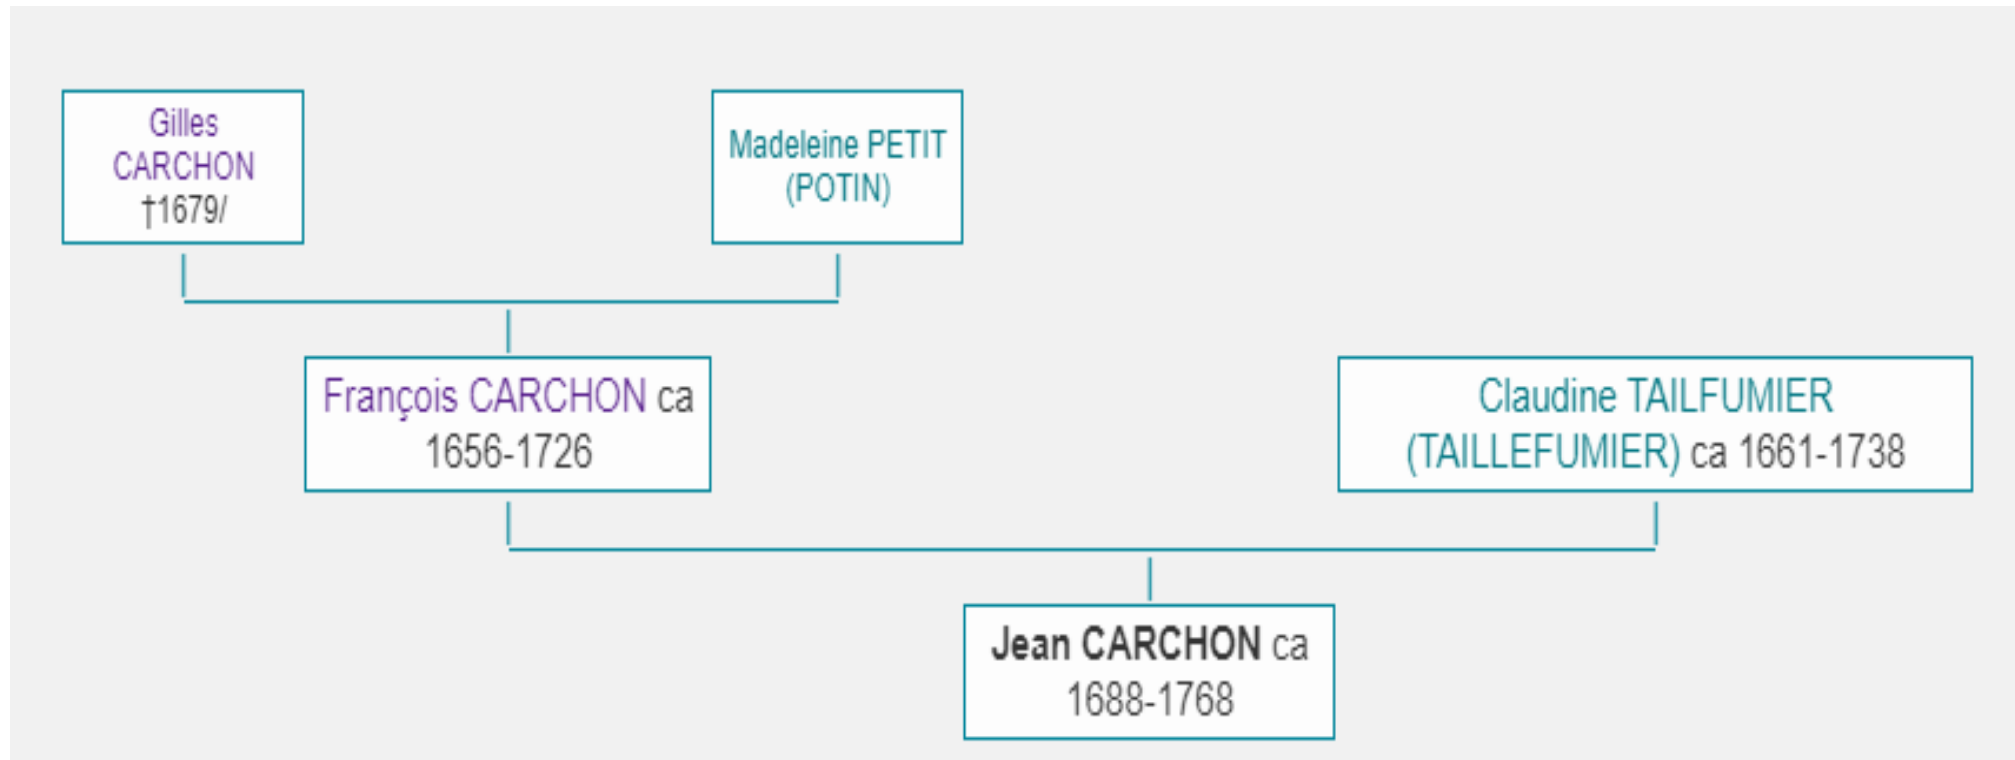 Gilles
CARCHON
†1679/
Madeleine PETIT
(POTIN)
François CARCHON ca
1656-1726
Claudine TAILFUMIER
(TAILLEFUMIER) ca 1661-1738
Jean CARCHON ca
1688-1768